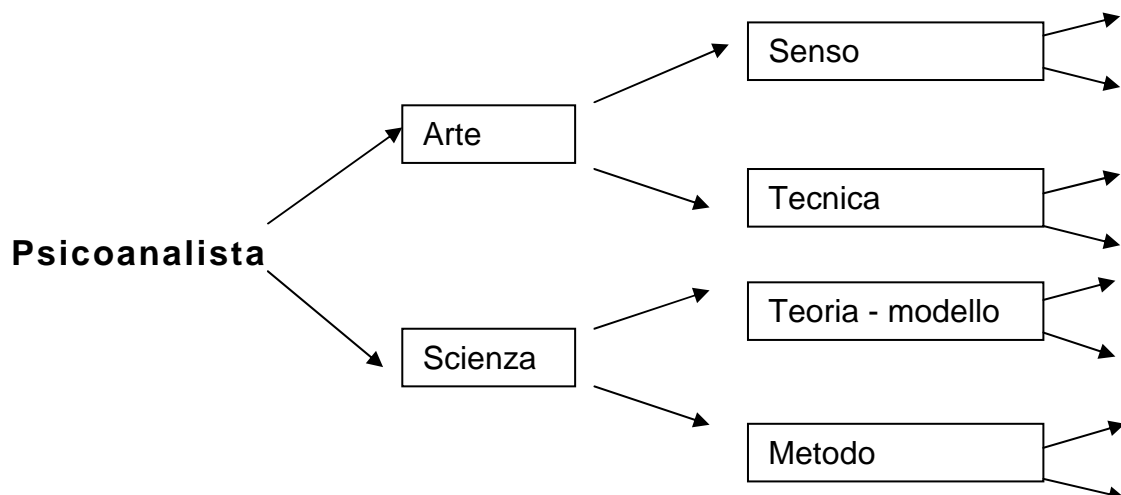 Psicoanalista
Arte
Scienza
Senso
Tecnica
Teoria - modello
Metodo